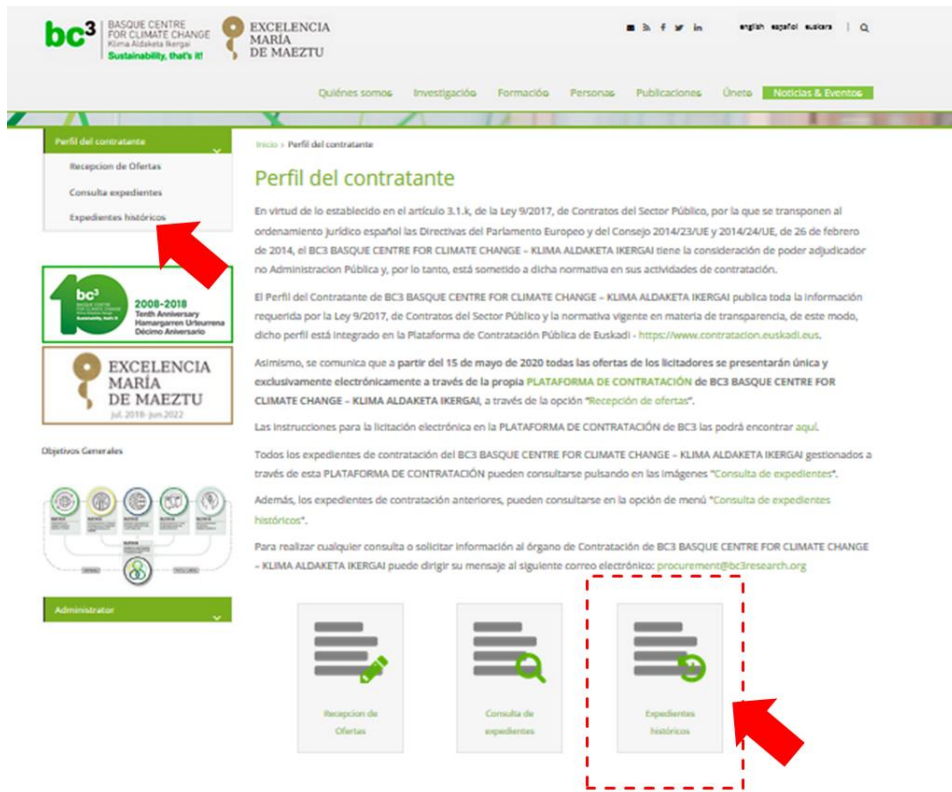 bc³
BASQUE CENTRE
FOR CLIMATE CHANGE
Klima Aldaketa Ikergai
Sustainability, that's it!
EXCELENCIA
MARÍA
DE MAEZTU
english español euskara
Quiénes somos Investigación Formación Personas Publicaciones Únete Noticias & Eventos
Perfil del contratante
Recepcion de Ofertas
Consulta expedientes
Expedientes históricos
bc³
2008-2018
Tenth Anniversary
Hamargarren Urteurrena
Décimo Aniversario
EXCELENCIA
MARÍA
DE MAEZTU
Jul. 2018- Jun.2022
Objetivos Generales
Administrator
Inicio > Perfil del contratante
Perfil del contratante
En virtud de lo establecido en el artículo 3.1.k, de la Ley 9/2017, de Contratos del Sector Público, por la que se transponen al
ordenamiento jurídico español las Directivas del Parlamento Europeo y del Consejo 2014/23/UE y 2014/24/UE, de 26 de febrero
de 2014, el BC3 BASQUE CENTRE FOR CLIMATE CHANGE – KLIMA ALDAKETA IKERGAI tiene la consideración de poder adjudicador
no Administracion Pública y, por lo tanto, está sometido a dicha normativa en sus actividades de contratación.
El Perfil del Contratante de BC3 BASQUE CENTRE FOR CLIMATE CHANGE – KLIMA ALDAKETA IKERGAI publica toda la información
requerida por la Ley 9/2017, de Contratos del Sector Público y la normativa vigente en materia de transparencia, de este modo,
dicho perfil está integrado en la Plataforma de Contratación Pública de Euskadi - https://www.contratacion.euskadi.eus.
Asimismo, se comunica que a partir del 15 de mayo de 2020 todas las ofertas de los licitadores se presentarán única y
exclusivamente electrónicamente a través de la propia PLATAFORMA DE CONTRATACIÓN de BC3 BASQUE CENTRE FOR
CLIMATE CHANGE – KLIMA ALDAKETA IKERGAI, a través de la opción "Recepción de ofertas".
Las instrucciones para la licitación electrónica en la PLATAFORMA DE CONTRATACIÓN de BC3 las podrá encontrar aquí.
Todos los expedientes de contratación del BC3 BASQUE CENTRE FOR CLIMATE CHANGE – KLIMA ALDAKETA IKERGAI gestionados a
través de esta PLATAFORMA DE CONTRATACIÓN pueden consultarse pulsando en las imágenes "Consulta de expedientes".
Además, los expedientes de contratación anteriores, pueden consultarse en la opción de menú "Consulta de expedientes
históricos".
Para realizar cualquier consulta o solicitar información al órgano de Contratación de BC3 BASQUE CENTRE FOR CLIMATE CHANGE
– KLIMA ALDAKETA IKERGAI puede dirigir su mensaje al siguiente correo electrónico: procurement@bc3research.org
Recepcion de
Ofertas
Consulta de
expedientes
Expedientes
históricos